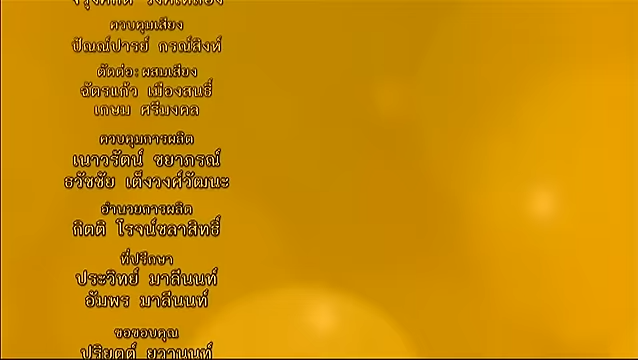 ควบคุมเสียง
ปัณณ์ปารย์ กรณ์สิงห์
ตัดต่อ: ผสมเสียง
ฉัตรแก้ว เมืองสนธิ์
เกษม ศรีมงคล
ควบคุมการผลิต
เนาวรัตน์ ชยาภรณ์
ธวัชชัย เต็งวงศ์วัฒนะ
อำนวยการผลิต
กิตติ โรจน์ชลาสิทธิ์
ที่ปรึกษา
ประวิทย์ มาลีนนท์
อัมพร มาลีนนท์
ขอขอบคุณ